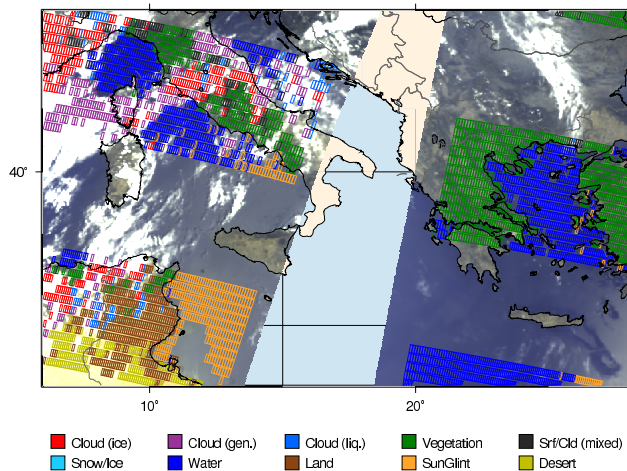 40°
10°
20°
Cloud (ice) Cloud (gen.) Cloud (liq.) Vegetation Srf/Cld (mixed)
Snow/Ice Water Land SunGlint Desert